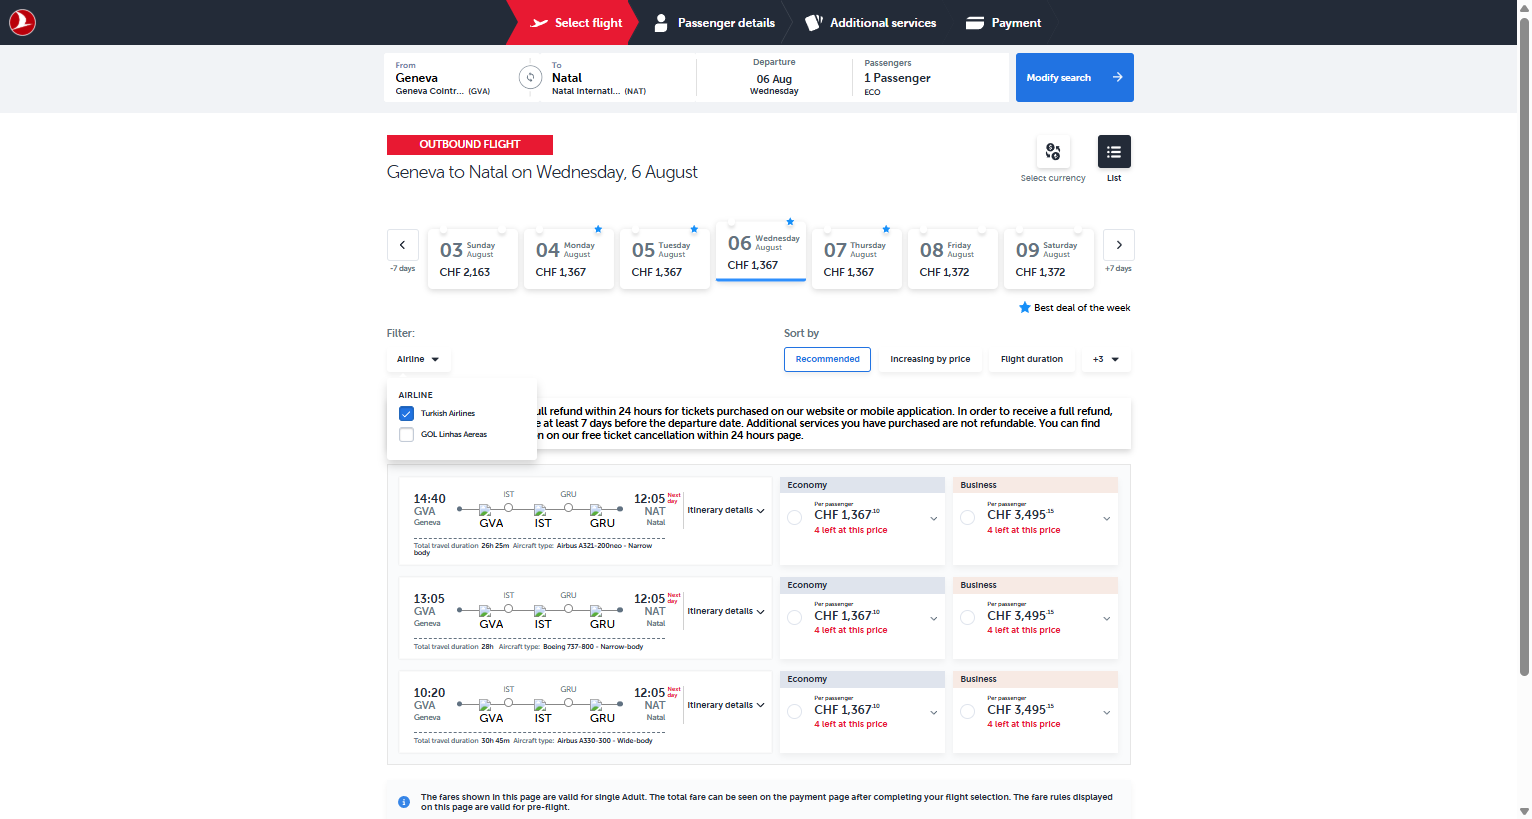 Select flight
Passenger details
Additional services
Payment
From
Geneva
Geneva Cointr... (GVA)
To
Natal
Natal Internati... (NAT)
Departure
06 Aug
Wednesday
Passengers
1 Passenger
ECO
Modify search
OUTBOUND FLIGHT
Geneva to Natal on Wednesday, 6 August
Select currency
List
-7 days
03 Sunday August
CHF 2,163
04 Monday August
CHF 1,367
05 Tuesday August
CHF 1,367
06 Wednesday August
CHF 1,367
07 Thursday August
CHF 1,367
08 Friday August
CHF 1,372
09 Saturday August
CHF 1,372
+7 days
Best deal of the week
Filter:
Airline
Sort by
Recommended
Increasing by price
Flight duration
+3
AIRLINE
Turkish Airlines
GOL Linhas Aereas
ull refund within 24 hours for tickets purchased on our website or mobile application. In order to receive a full refund,
e at least 7 days before the departure date. Additional services you have purchased are not refundable. You can find
n on our free ticket cancellation within 24 hours page.
14:40
GVA
Geneva
IST
GRU
GVA
IST
GRU
12:05 Next day
NAT
Natal
Itinerary details
Total travel duration 26h 25m Aircraft type: Airbus A321-200neo - Narrow
body
Economy
Per passenger
CHF 1,367.10
4 left at this price
Business
Per passenger
CHF 3,495.15
4 left at this price
13:05
GVA
Geneva
IST
GRU
GVA
IST
GRU
12:05 Next day
NAT
Natal
Itinerary details
Total travel duration 28h Aircraft type: Boeing 737-800 - Narrow-body
Economy
Per passenger
CHF 1,367.10
4 left at this price
Business
Per passenger
CHF 3,495.15
4 left at this price
10:20
GVA
Geneva
IST
GRU
GVA
IST
GRU
12:05 Next day
NAT
Natal
Itinerary details
Total travel duration 30h 45m Aircraft type: Airbus A330-300 - Wide-body
Economy
Per passenger
CHF 1,367.10
4 left at this price
Business
Per passenger
CHF 3,495.15
4 left at this price
The fares shown in this page are valid for single Adult. The total fare can be seen on the payment page after completing your flight selection. The fare rules displayed
on this page are valid for pre-flight.